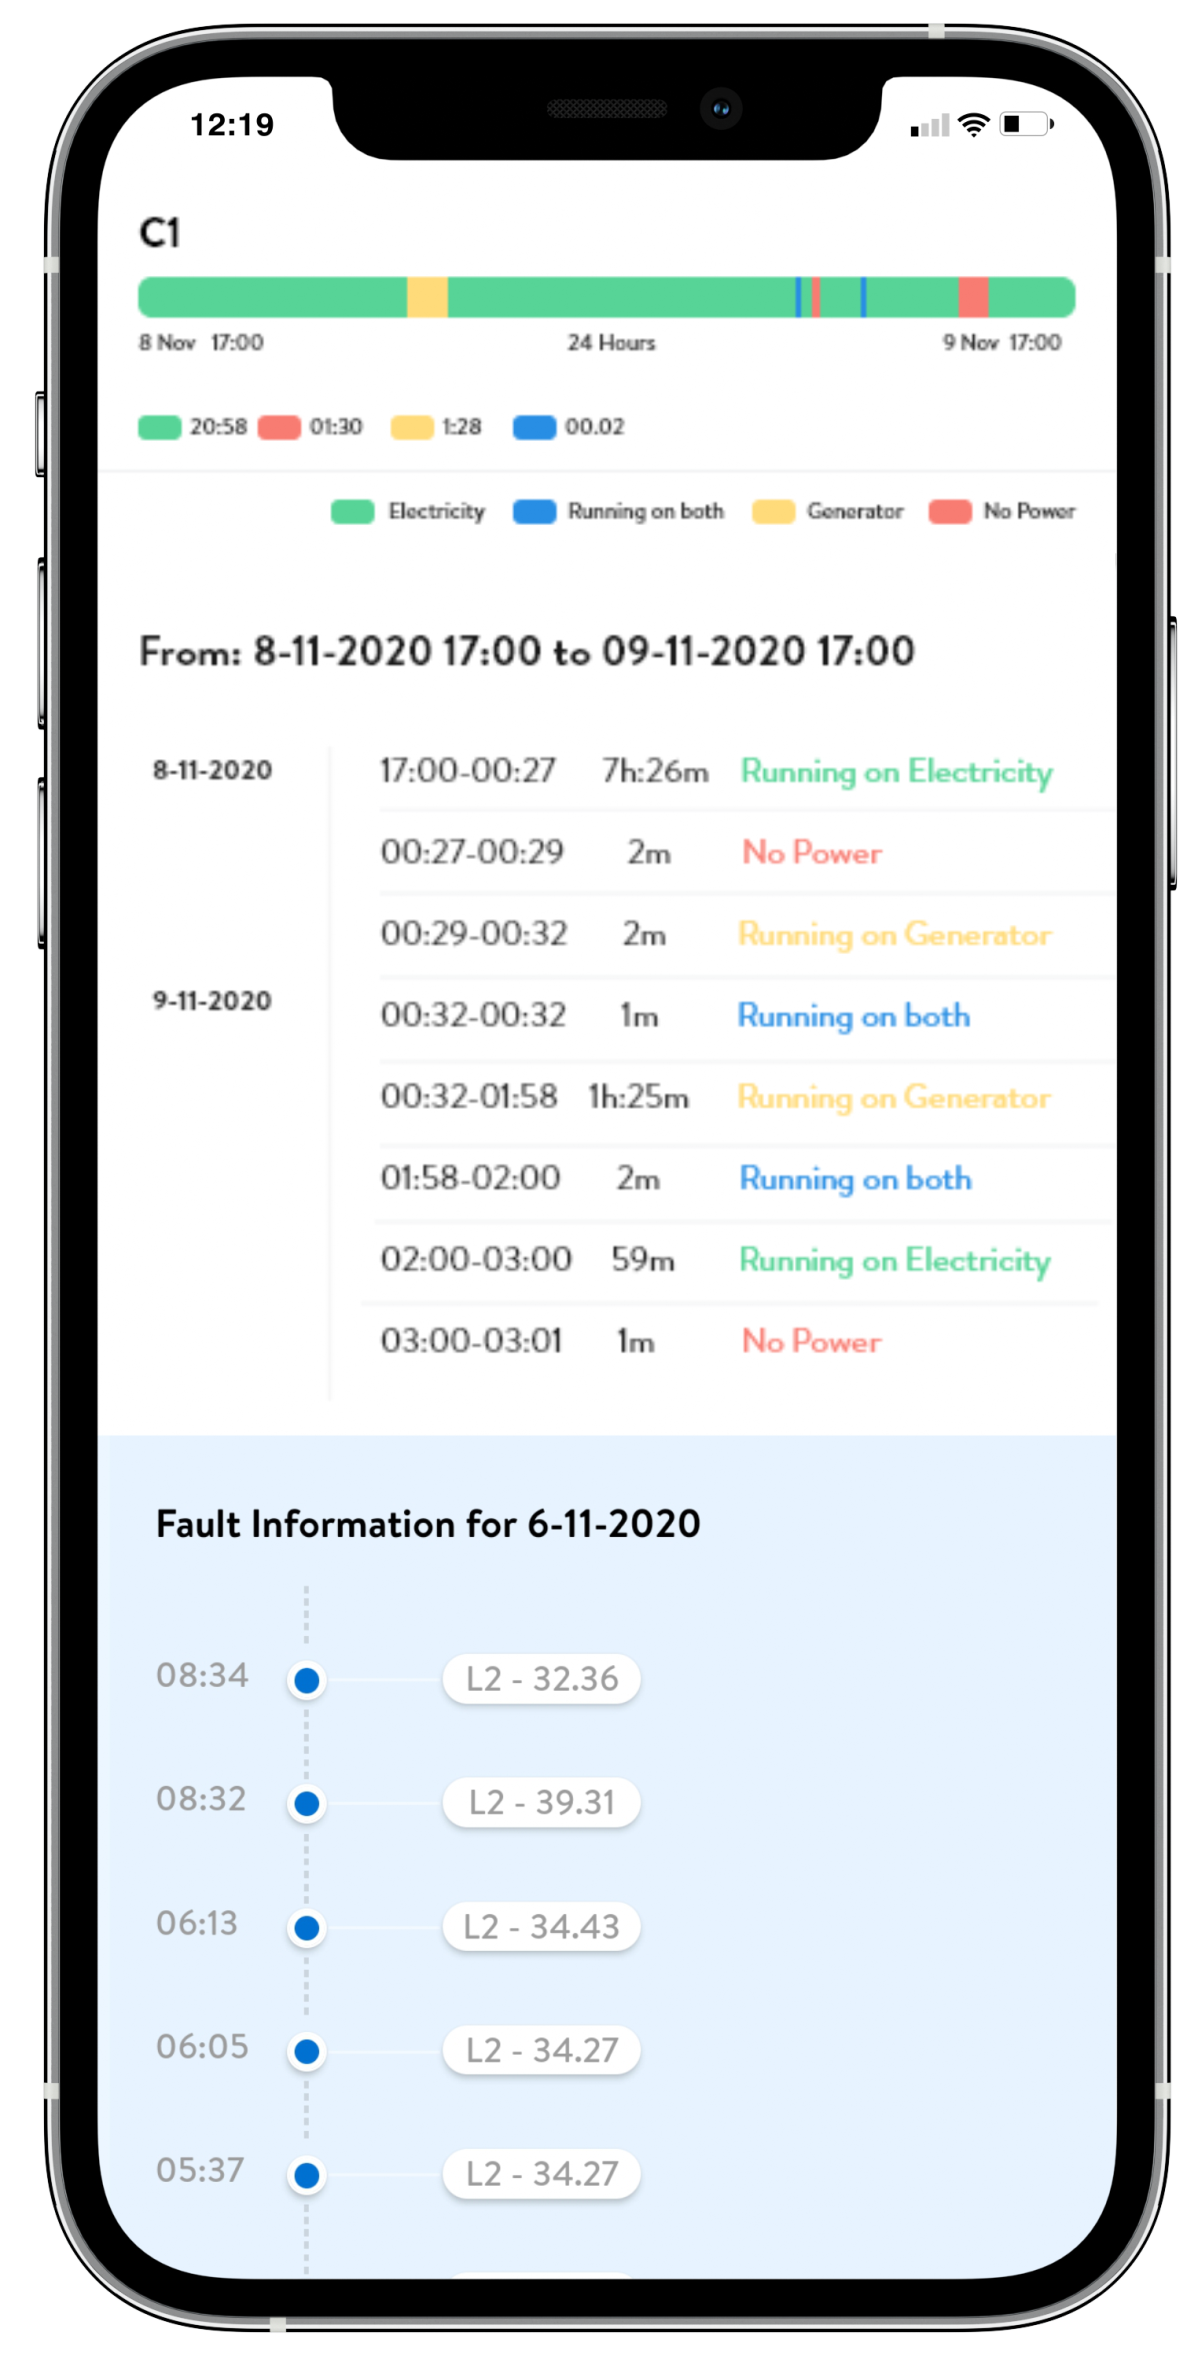 12:19
C1
8 Nov 17:00 24 Hours 9 Nov 17:00
20:58 01:30 1:28 00.02
Electricity Running on both Generator No Power
From: 8-11-2020 17:00 to 09-11-2020 17:00
8-11-2020 17:00-00:27 7h:26m Running on Electricity
00:27-00:29 2m No Power
00:29-00:32 2m Running on Generator
9-11-2020 00:32-00:32 1m Running on both
00:32-01:58 1h:25m Running on Generator
01:58-02:00 2m Running on both
02:00-03:00 59m Running on Electricity
03:00-03:01 1m No Power
Fault Information for 6-11-2020
08:34 L2 - 32.36
08:32 L2 - 39.31
06:13 L2 - 34.43
06:05 L2 - 34.27
05:37 L2 - 34.27